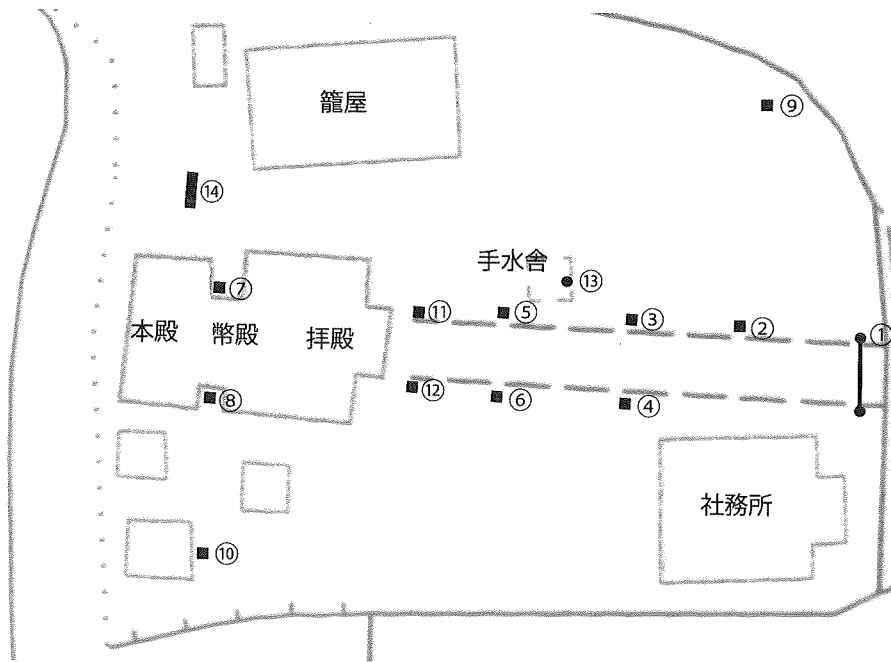 籠屋
⑨
⑭
手水舎
⑬
⑦
⑪
⑤
③
②
①
本殿
幣殿
拝殿
⑧
⑫
⑥
④
社務所
⑩